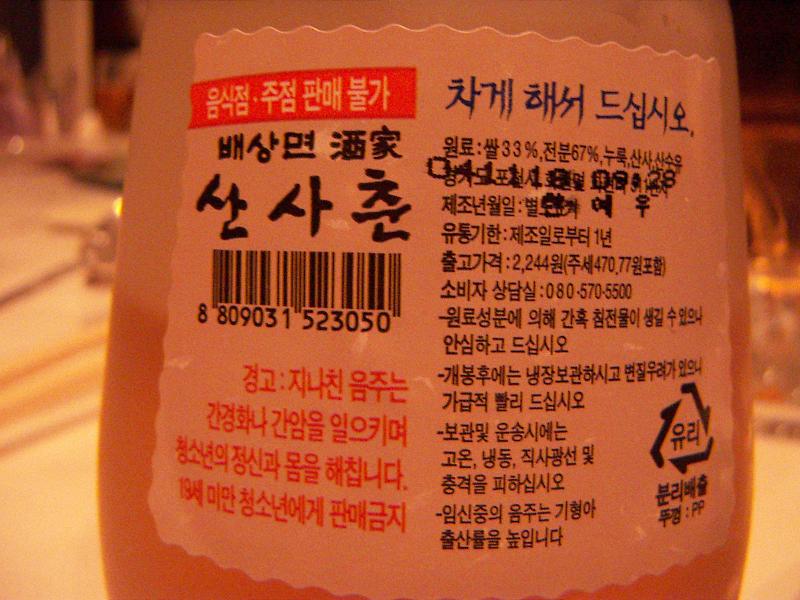 음식점·주점 판매 불가
배상면 酒家
산사춘
8 809031 523050
경고 : 지나친 음주는
간경화나 간암을 일으키며
청소년의 정신과 몸을 해칩니다.
19세 미만 청소년에게 판매금지
차게 해서 드십시오.
원료 : 쌀33%, 전분67%, 누룩, 산사, 산수유
제조년월일 :
유통기한 : 제조일로부터 1년
출고가격 : 2,244원(주세470,77원포함)
소비자 상담실 : 080-570-5500
-원료성분에 의해 간혹 침전물이 생길 수 있으나
안심하고 드십시오
-개봉후에는 냉장보관하시고 변질우려가 있으니
가급적 빨리 드십시오
-보관및 운송시에는
고온, 냉동, 직사광선 및
충격을 피하십시오
-임신중의 음주는 기형아
출산률을 높입니다
유리
분리배출
뚜껑 : PP